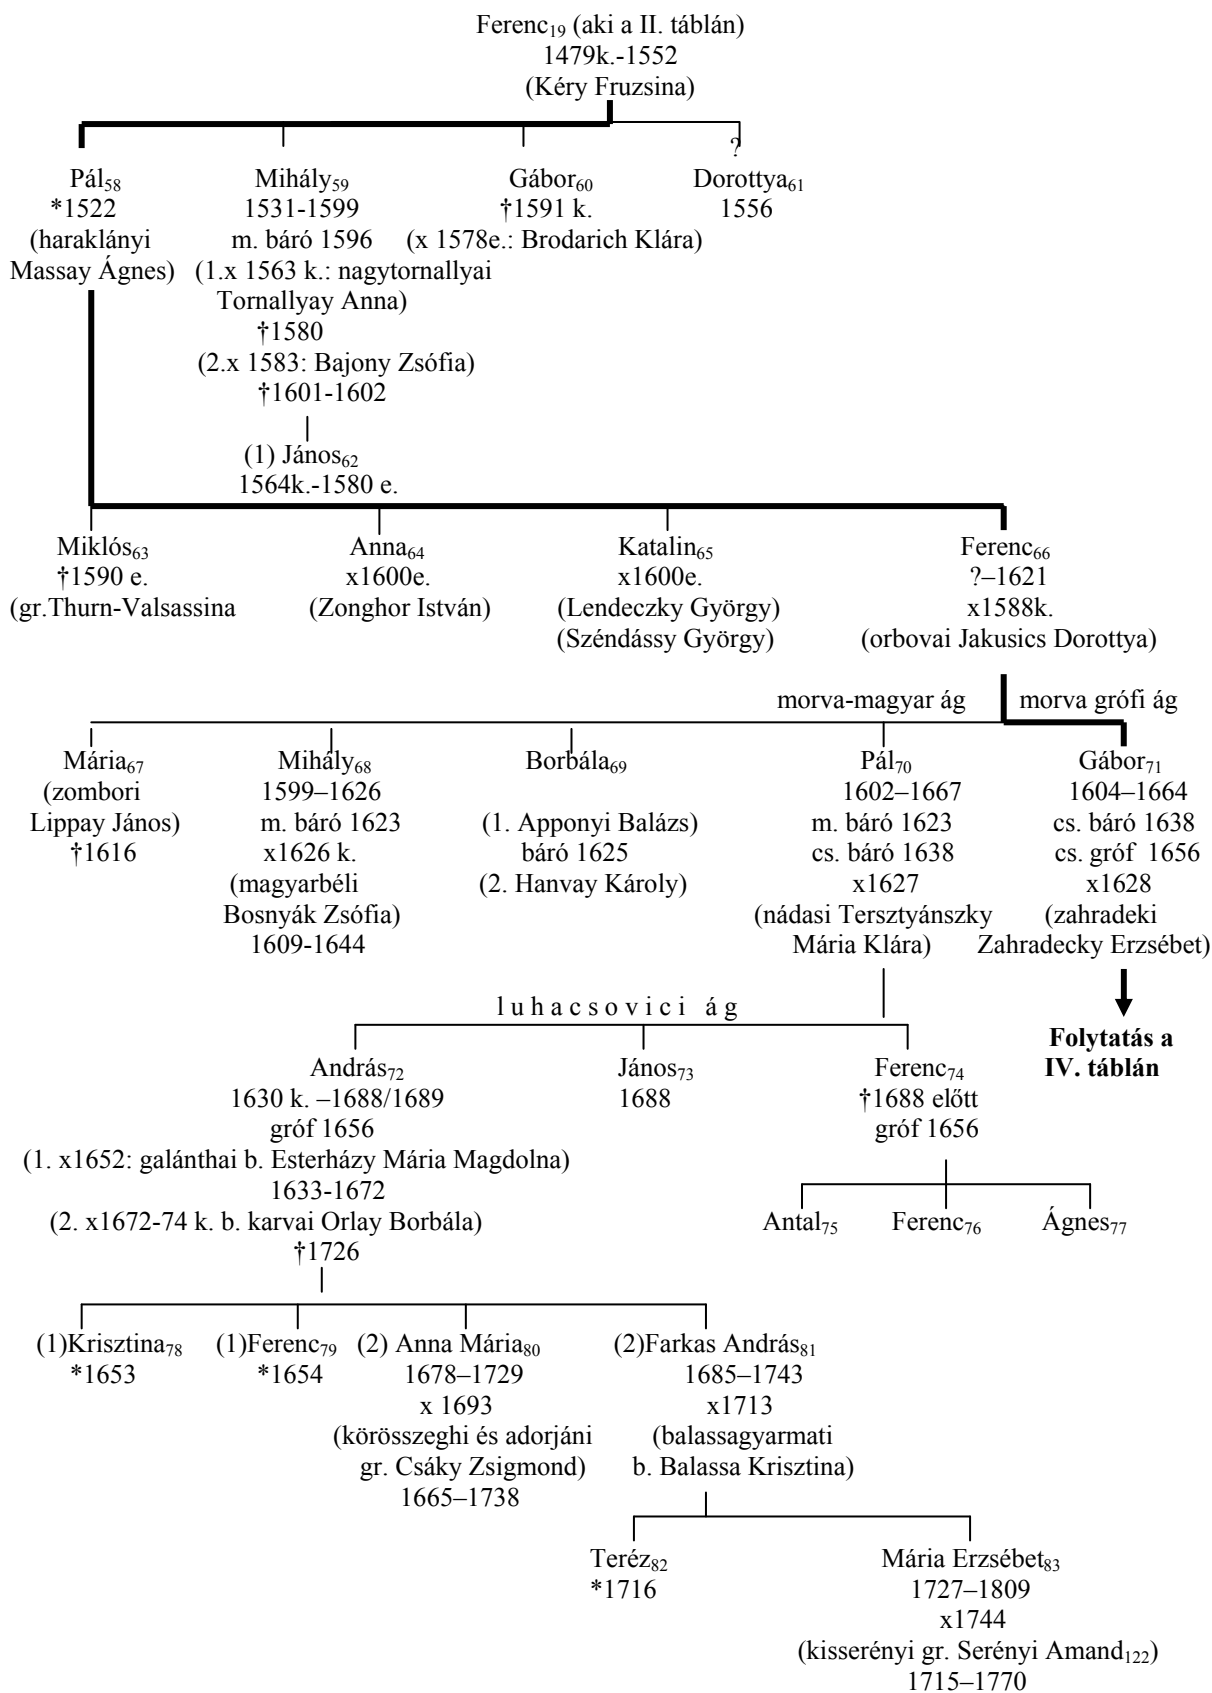 Ferenc19 (aki a II. táblán)
1479k.-1552
(Kéry Fruzsina)
Pál58
*1522
(haraklányi
Massay Ágnes)
Mihály59
1531-1599
m. báró 1596
(1.x 1563 k.: nagytornallyai
Tornallyay Anna)
†1580
(2.x 1583: Bajony Zsófia)
†1601-1602
Gábor60
†1591 k.
(x 1578e.: Brodarich Klára)
?
Dorottya61
1556
(1) János62
1564k.-1580 e.
Miklós63
†1590 e.
(gr.Thurn-Valsassina
Anna64
x1600e.
(Zonghor István)
Katalin65
x1600e.
(Lendeczky György)
(Széndássy György)
Ferenc66
?–1621
x1588k.
(orbovai Jakusics Dorottya)
morva-magyar ág
morva grófi ág
Mária67
(zombori
Lippay János)
†1616
Mihály68
1599–1626
m. báró 1623
x1626 k.
(magyarbéli
Bosnyák Zsófia)
1609-1644
Borbála69
(1. Apponyi Balázs)
báró 1625
(2. Hanvay Károly)
Pál70
1602–1667
m. báró 1623
cs. báró 1638
x1627
(nádasi Tersztyánszky
Mária Klára)
Gábor71
1604–1664
cs. báró 1638
cs. gróf 1656
x1628
(zahradeki
Zahradecky Erzsébet)
Folytatás a
IV. táblán
luhacsovici ág
András72
1630 k. –1688/1689
gróf 1656
(1. x1652: galánthai b. Esterházy Mária Magdolna)
1633-1672
(2. x1672-74 k. b. karvai Orlay Borbála)
†1726
János73
1688
Ferenc74
†1688 előtt
gróf 1656
Antal75
Ferenc76
Ágnes77
(1)Krisztina78
*1653
(1)Ferenc79
*1654
(2) Anna Mária80
1678–1729
x 1693
(körösszeghi és adorjáni
gr. Csáky Zsigmond)
1665–1738
(2)Farkas András81
1685–1743
x1713
(balassagyarmati
b. Balassa Krisztina)
Teréz82
*1716
Mária Erzsébet83
1727–1809
x1744
(kisserényi gr. Serényi Amand122)
1715–1770